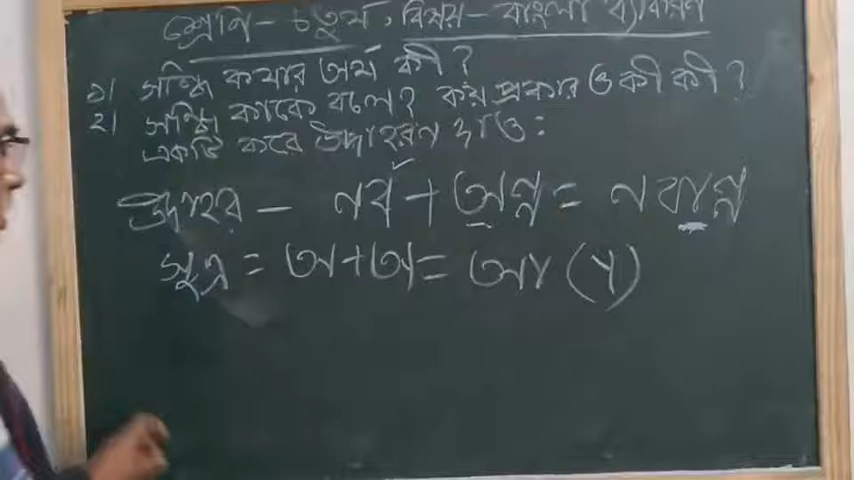 শ্রেণি - চতুর্থ, বিষয় - বাংলা ব্যাকরণ
১। সন্ধি কথার অর্থ কী?
২। সন্ধি কাকে বলে? কয় প্রকার ও কী কী?
একটি করে উদাহরণ দাও:
উদাহর - নব + অন্ন = নবান্ন
সূত্র = অ+অ= আ (া)